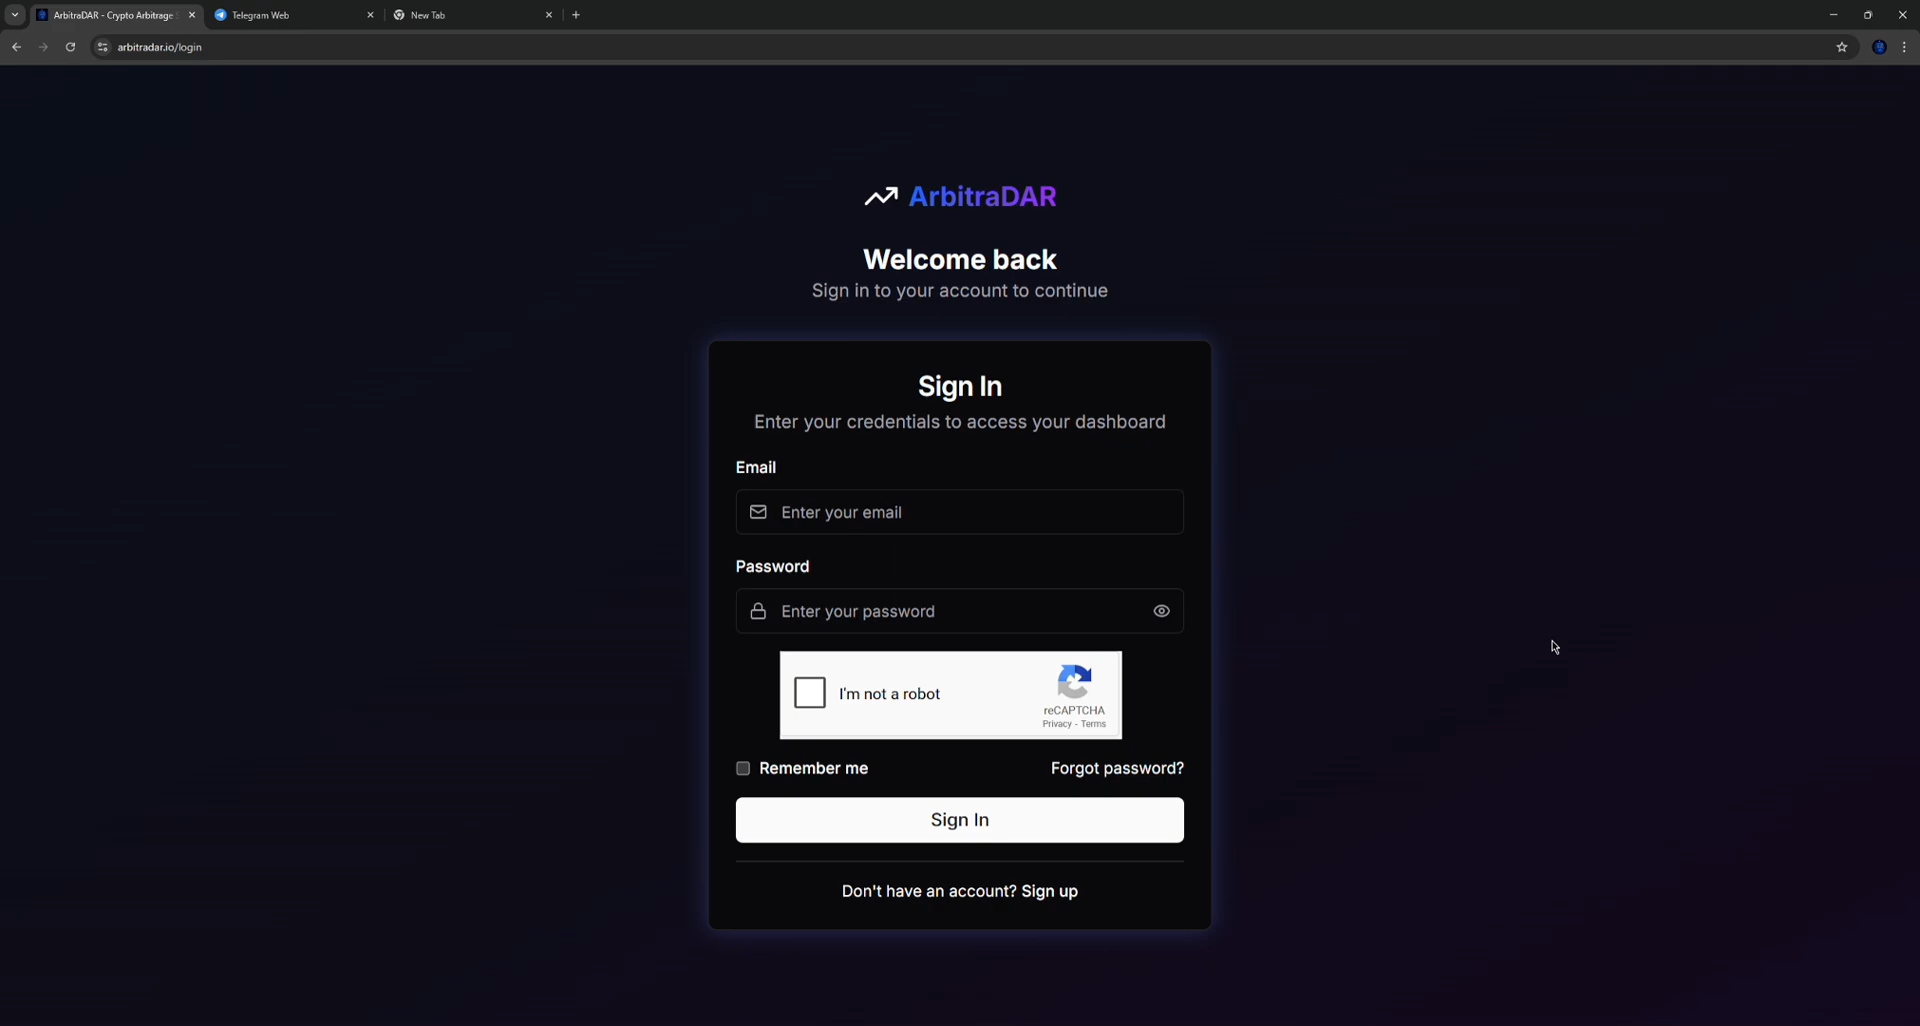 ArbitraDAR - Crypto Arbitrage
Telegram Web
New Tab
arbitradar.io/login
ArbitraDAR
Welcome back
Sign in to your account to continue
Sign In
Enter your credentials to access your dashboard
Email
Enter your email
Password
Enter your password
I'm not a robot
reCAPTCHA
Privacy - Terms
Remember me
Forgot password?
Sign In
Don't have an account? Sign up